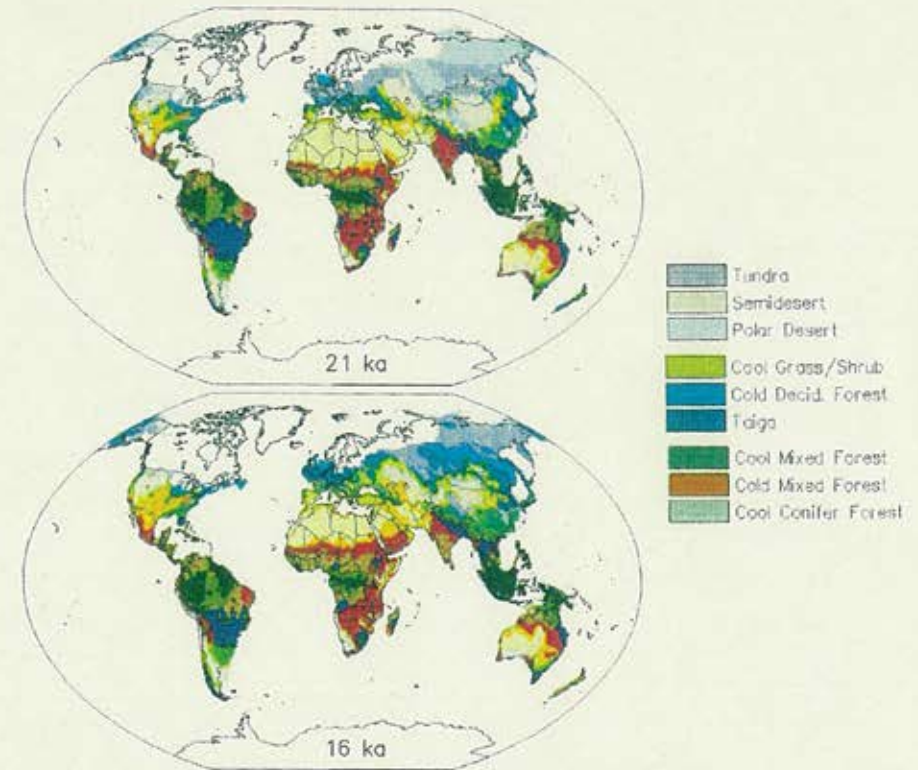 21 ka
Tundra
Semidesert
Polar Desert
Cool Grass/Shrub
Cold Decid. Forest
Taiga
Cool Mixed Forest
Cold Mixed Forest
Cool Conifer Forest
16 ka